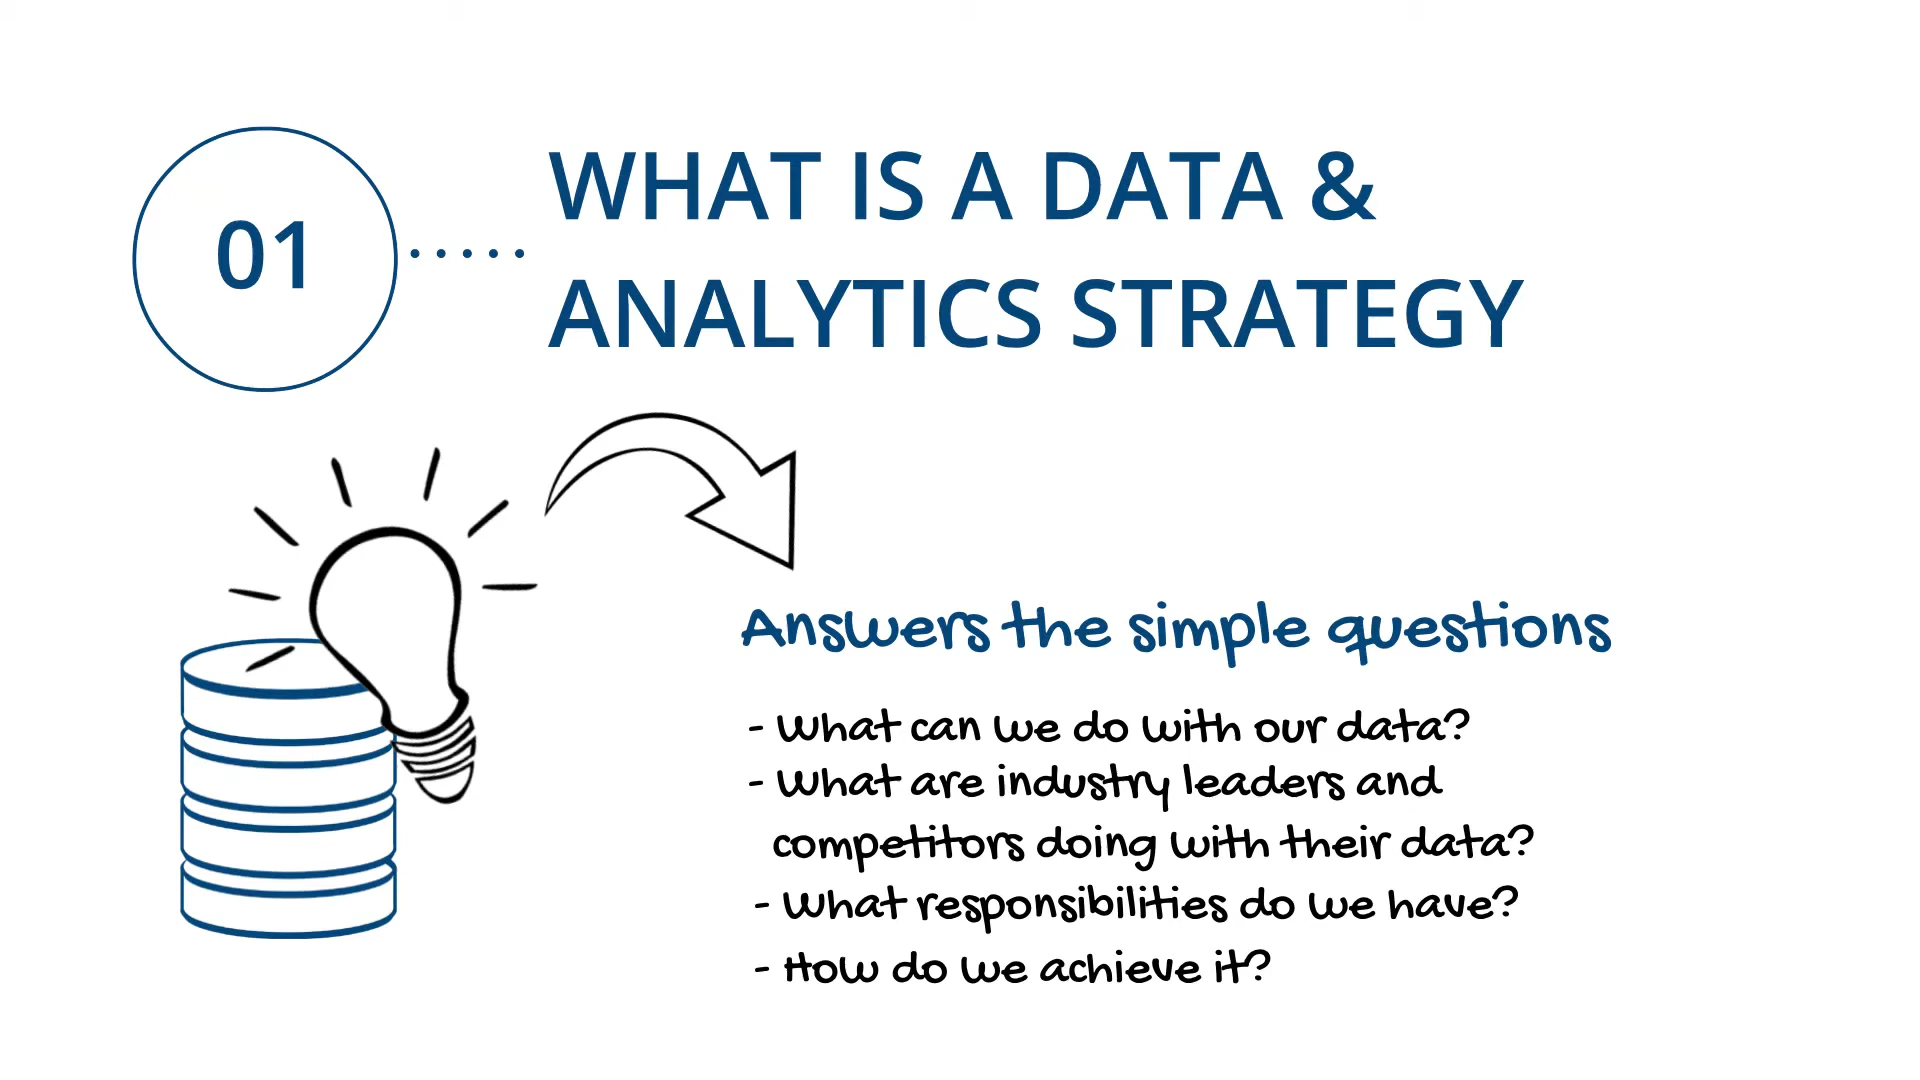 01
WHAT IS A DATA &
ANALYTICS STRATEGY
Answers the simple questions
- What can we do with our data?
- What are industry leaders and
competitors doing with their data?
- What responsibilities do we have?
- How do we achieve it?